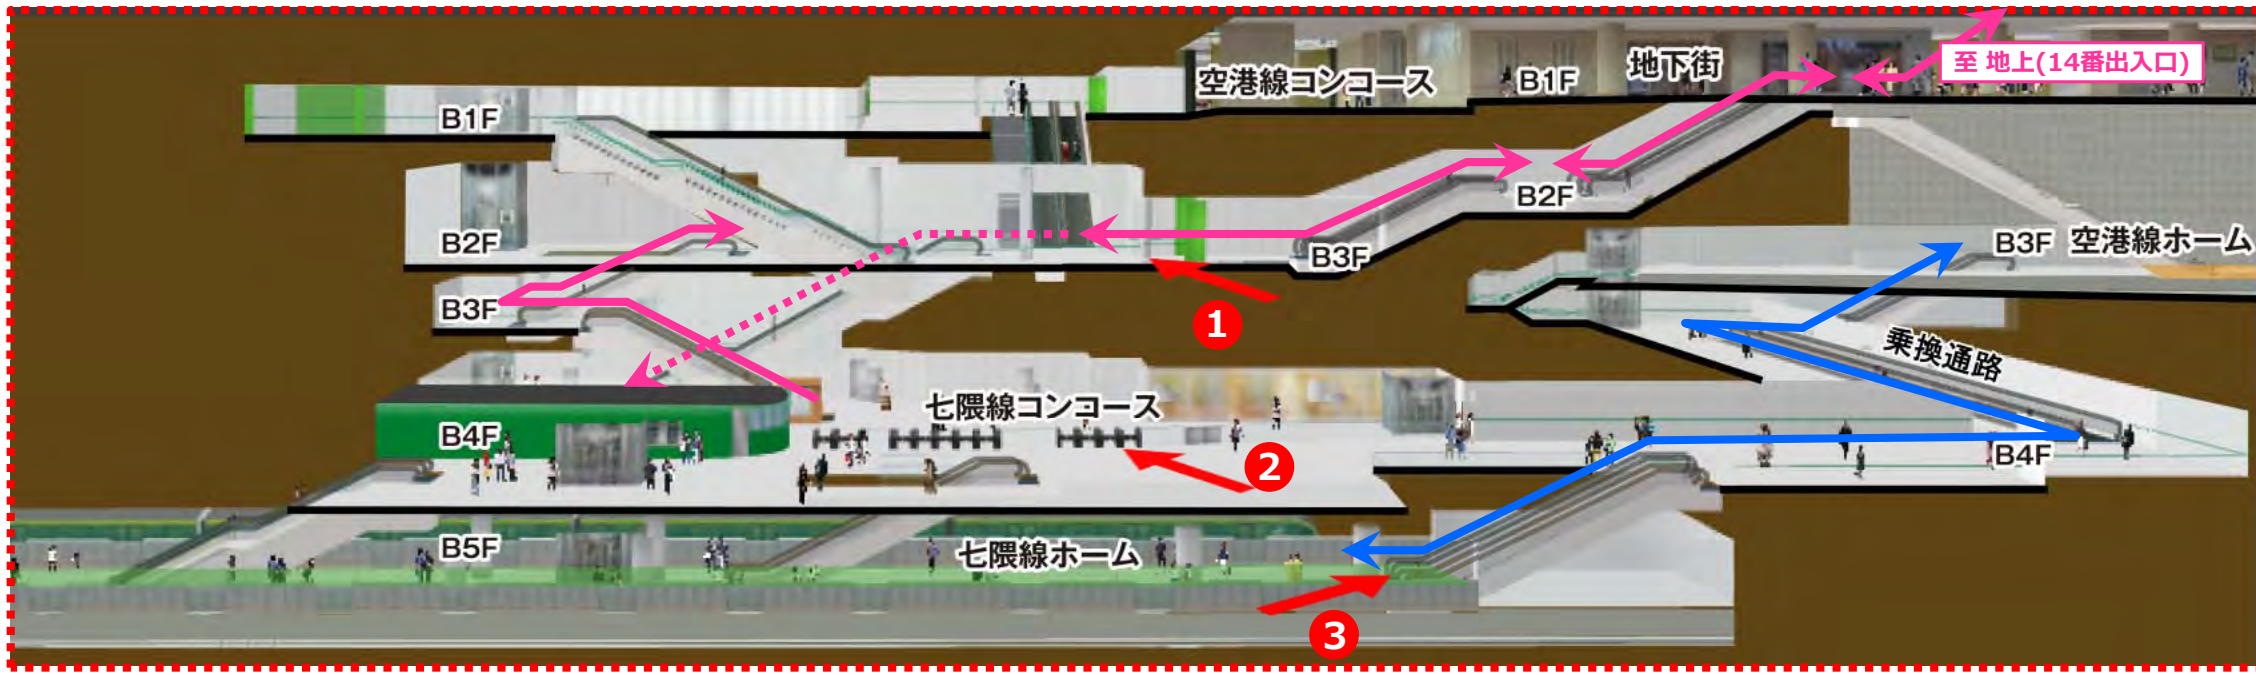 空港線コンコース
B1F
地下街
至 地上(14番出入口)
B1F
B2F
B2F
B3F
B3F 空港線ホーム
B3F
1
乗換通路
七隈線コンコース
B4F
2
B4F
B5F
七隈線ホーム
3